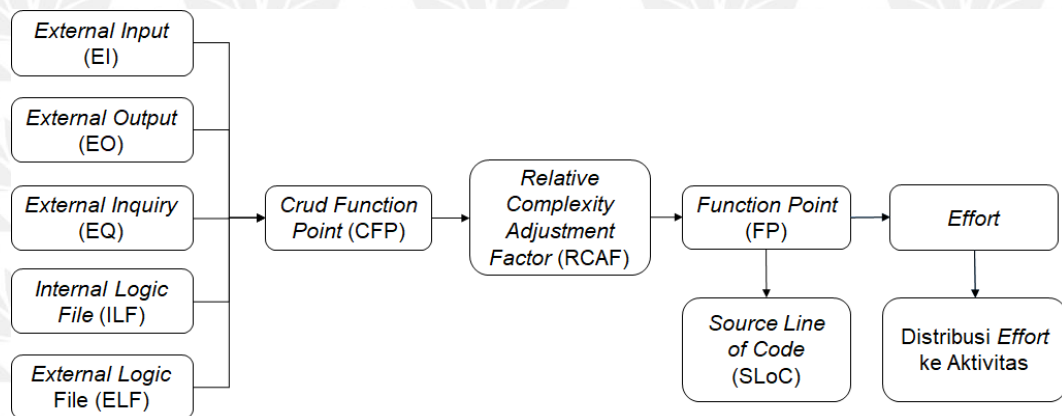 External Input
(EI)
External Output
(EO)
External Inquiry
(EQ)
Internal Logic
File (ILF)
External Logic
File (ELF)
Crud Function
Point (CFP)
Relative
Complexity
Adjustment
Factor (RCAF)
Function Point
(FP)
Source Line
of Code
(SLoC)
Effort
Distribusi Effort
ke Aktivitas